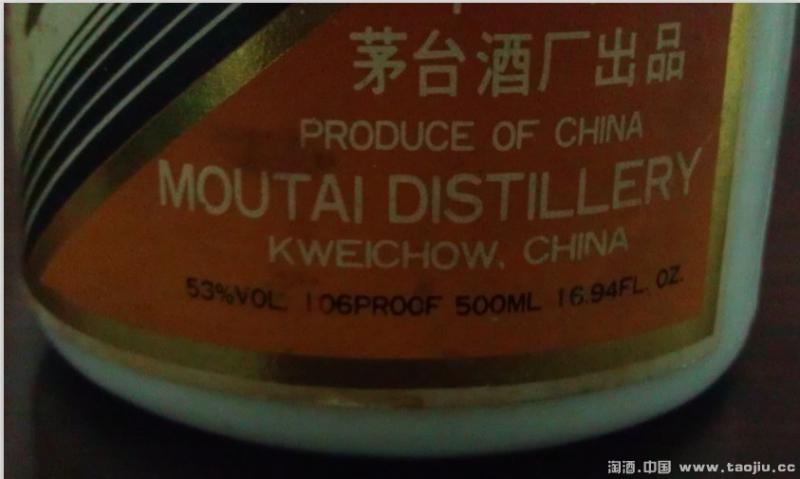 茅台酒厂出品
PRODUCE OF CHINA
MOUTAI DISTILLERY
KWEICHOW, CHINA
53%VOL. 106PROOF 500ML 16.94FL. OZ.
淘酒.中国 www.taojiu.cc